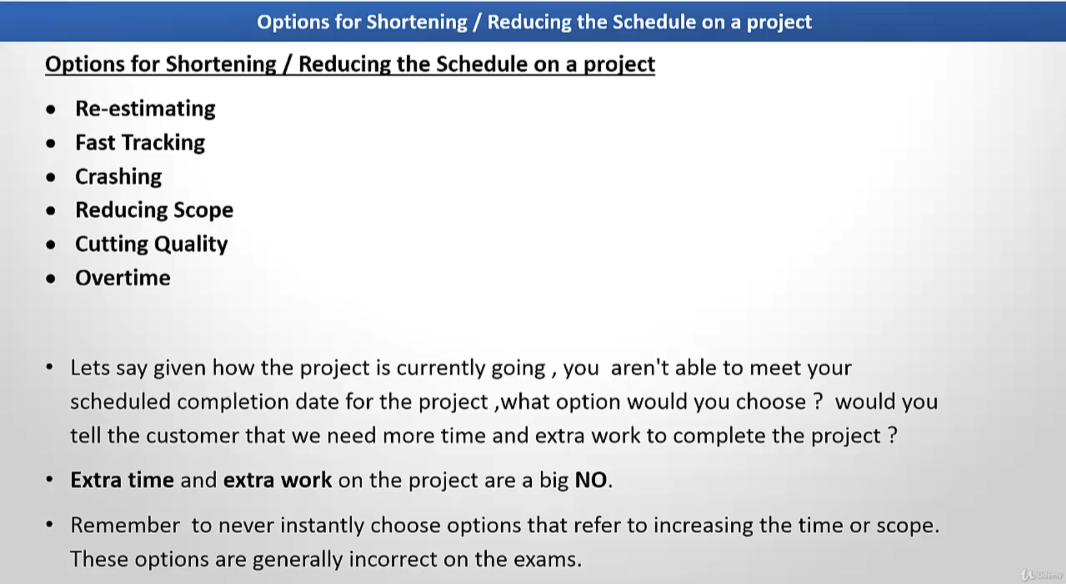 Options for Shortening / Reducing the Schedule on a project
Options for Shortening / Reducing the Schedule on a project
• Re-estimating
• Fast Tracking
• Crashing
• Reducing Scope
• Cutting Quality
• Overtime
• Lets say given how the project is currently going , you aren't able to meet your
scheduled completion date for the project ,what option would you choose ? would you
tell the customer that we need more time and extra work to complete the project ?
• Extra time and extra work on the project are a big NO.
• Remember to never instantly choose options that refer to increasing the time or scope.
These options are generally incorrect on the exams.
Udemy